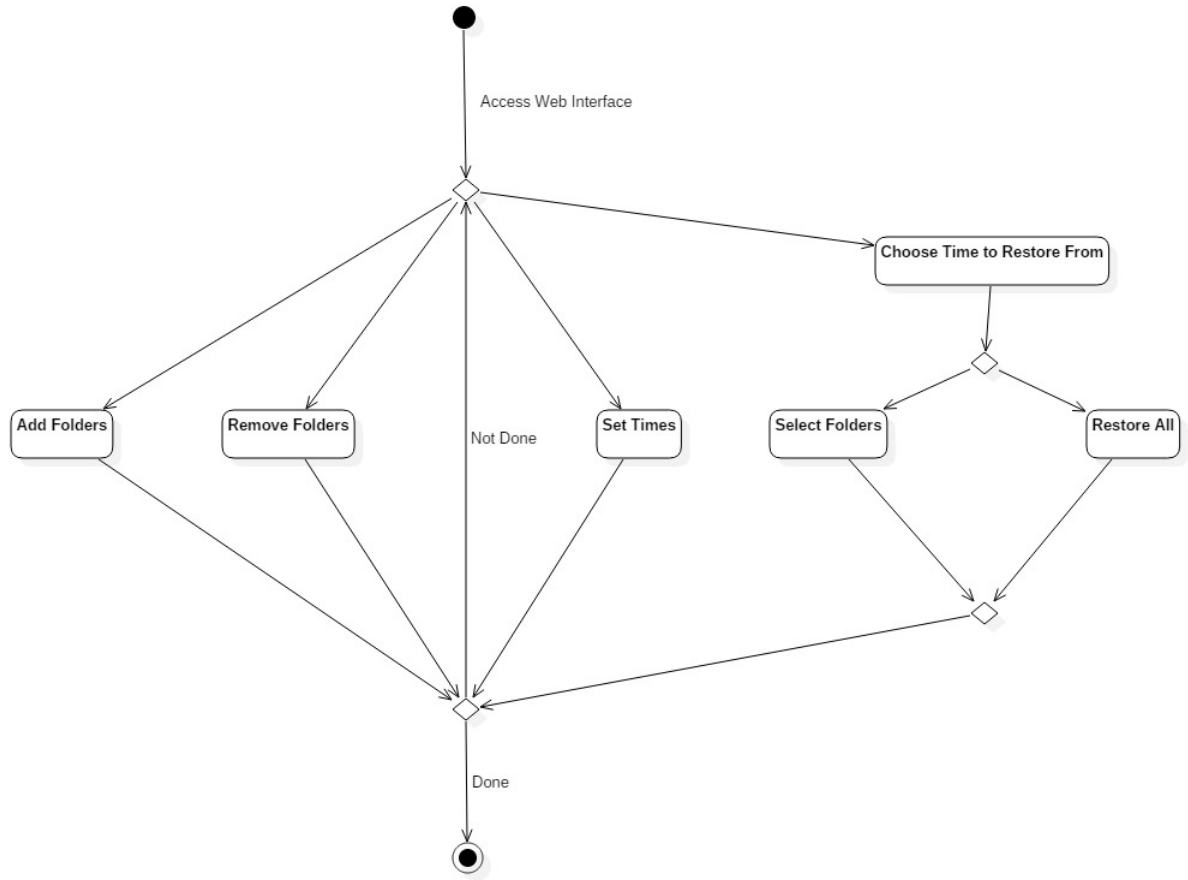 Access Web Interface
Choose Time to Restore From
Add Folders
Remove Folders
Not Done
Set Times
Select Folders
Restore All
Done